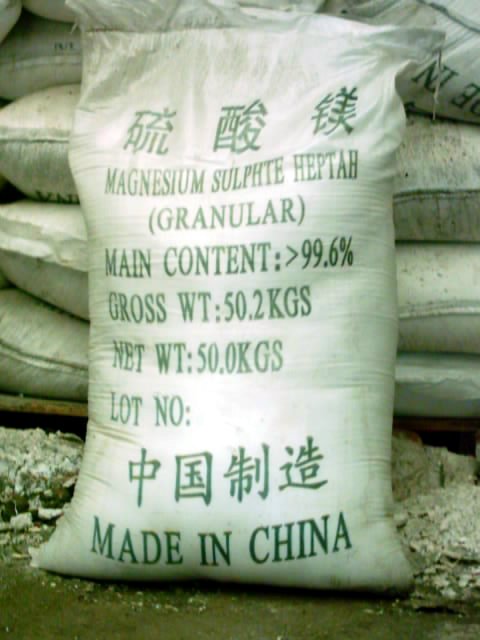 硫酸镁
MAGNESIUM SULPHTE HEPTAH
(GRANULAR)
MAIN CONTENT:>99.6%
GROSS WT:50.2KGS
NET WT:50.0KGS
LOT NO:
中国制造
MADE IN CHINA